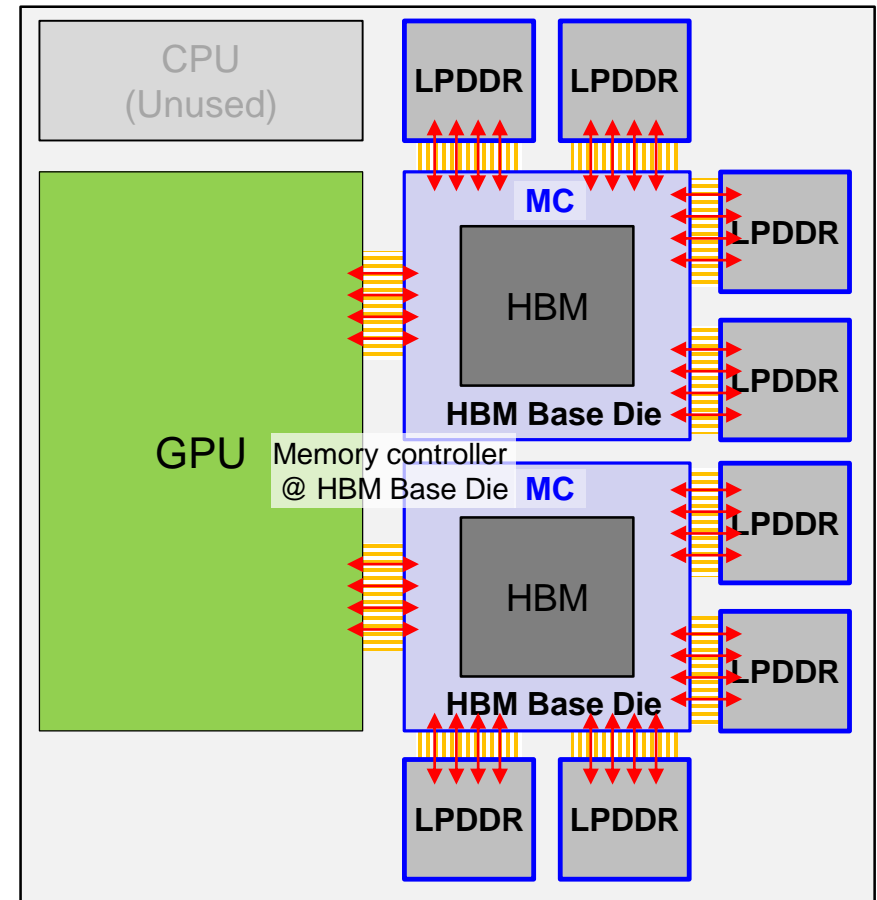 CPU
(Unused)
LPDDR
LPDDR
MC
LPDDR
HBM
LPDDR
HBM Base Die
GPU
Memory controller
@ HBM Base Die
MC
LPDDR
HBM
LPDDR
HBM Base Die
LPDDR
LPDDR